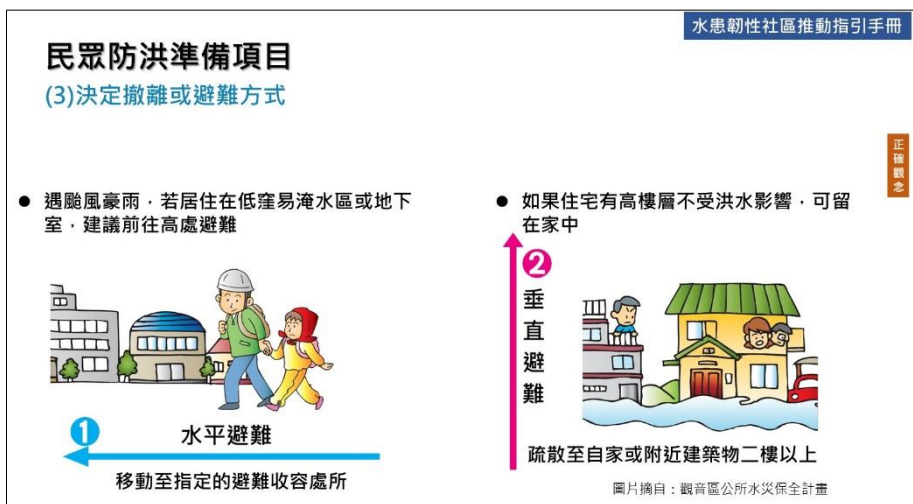 水患韌性社區推動指引手冊
民眾防洪準備項目
(3)決定撤離或避難方式
正確觀念
● 遇颱風豪雨，若居住在低窪易淹水區或地下
室，建議前往高處避難
1
水平避難
移動至指定的避難收容處所
● 如果住宅有高樓層不受洪水影響，可留
在家中
2
垂直避難
疏散至自家或附近建築物二樓以上
圖片摘自：觀音區公所水災保全計畫